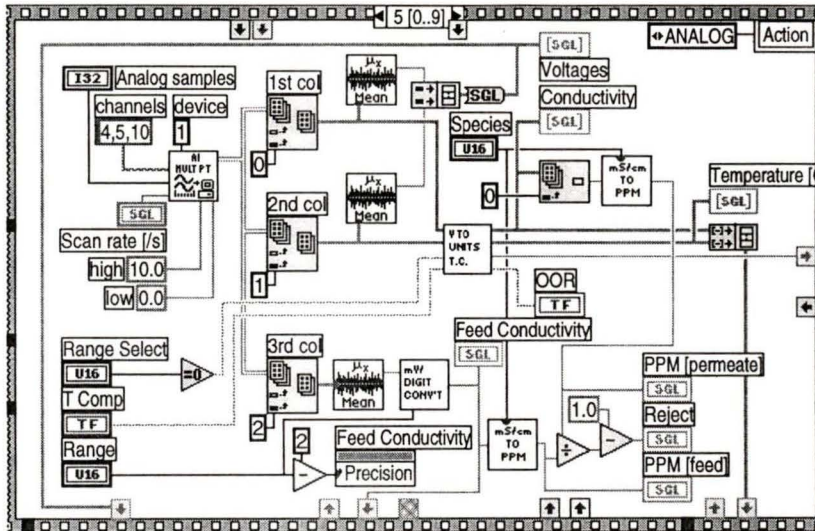 5 [0..9]
[SGL]
ANALOG
Action
I32
Analog samples
Voltages
channels
device
1st col
μx
Mean
SGL
Conductivity
4,5,10
1
[SGL]
Species
U16
AI
MULT PT
0
mS/cm
TO
PPM
SGL
2nd col
μx
Mean
0
Temperature [
[SGL]
Scan rate [/s]
V TO
UNITS
T.C.
high
10.0
low
0.0
1
OOR
TF
Feed Conductivity
SGL
Range Select
U16
=0
3rd col
μx
Mean
mV/
DIGIT
CONV'T
PPM [permeate]
SGL
T Comp
TF
1.0
Reject
SGL
Range
U16
2
2
Feed Conductivity
Precision
mS/cm
TO
PPM
÷
−
−
PPM [feed]
SGL